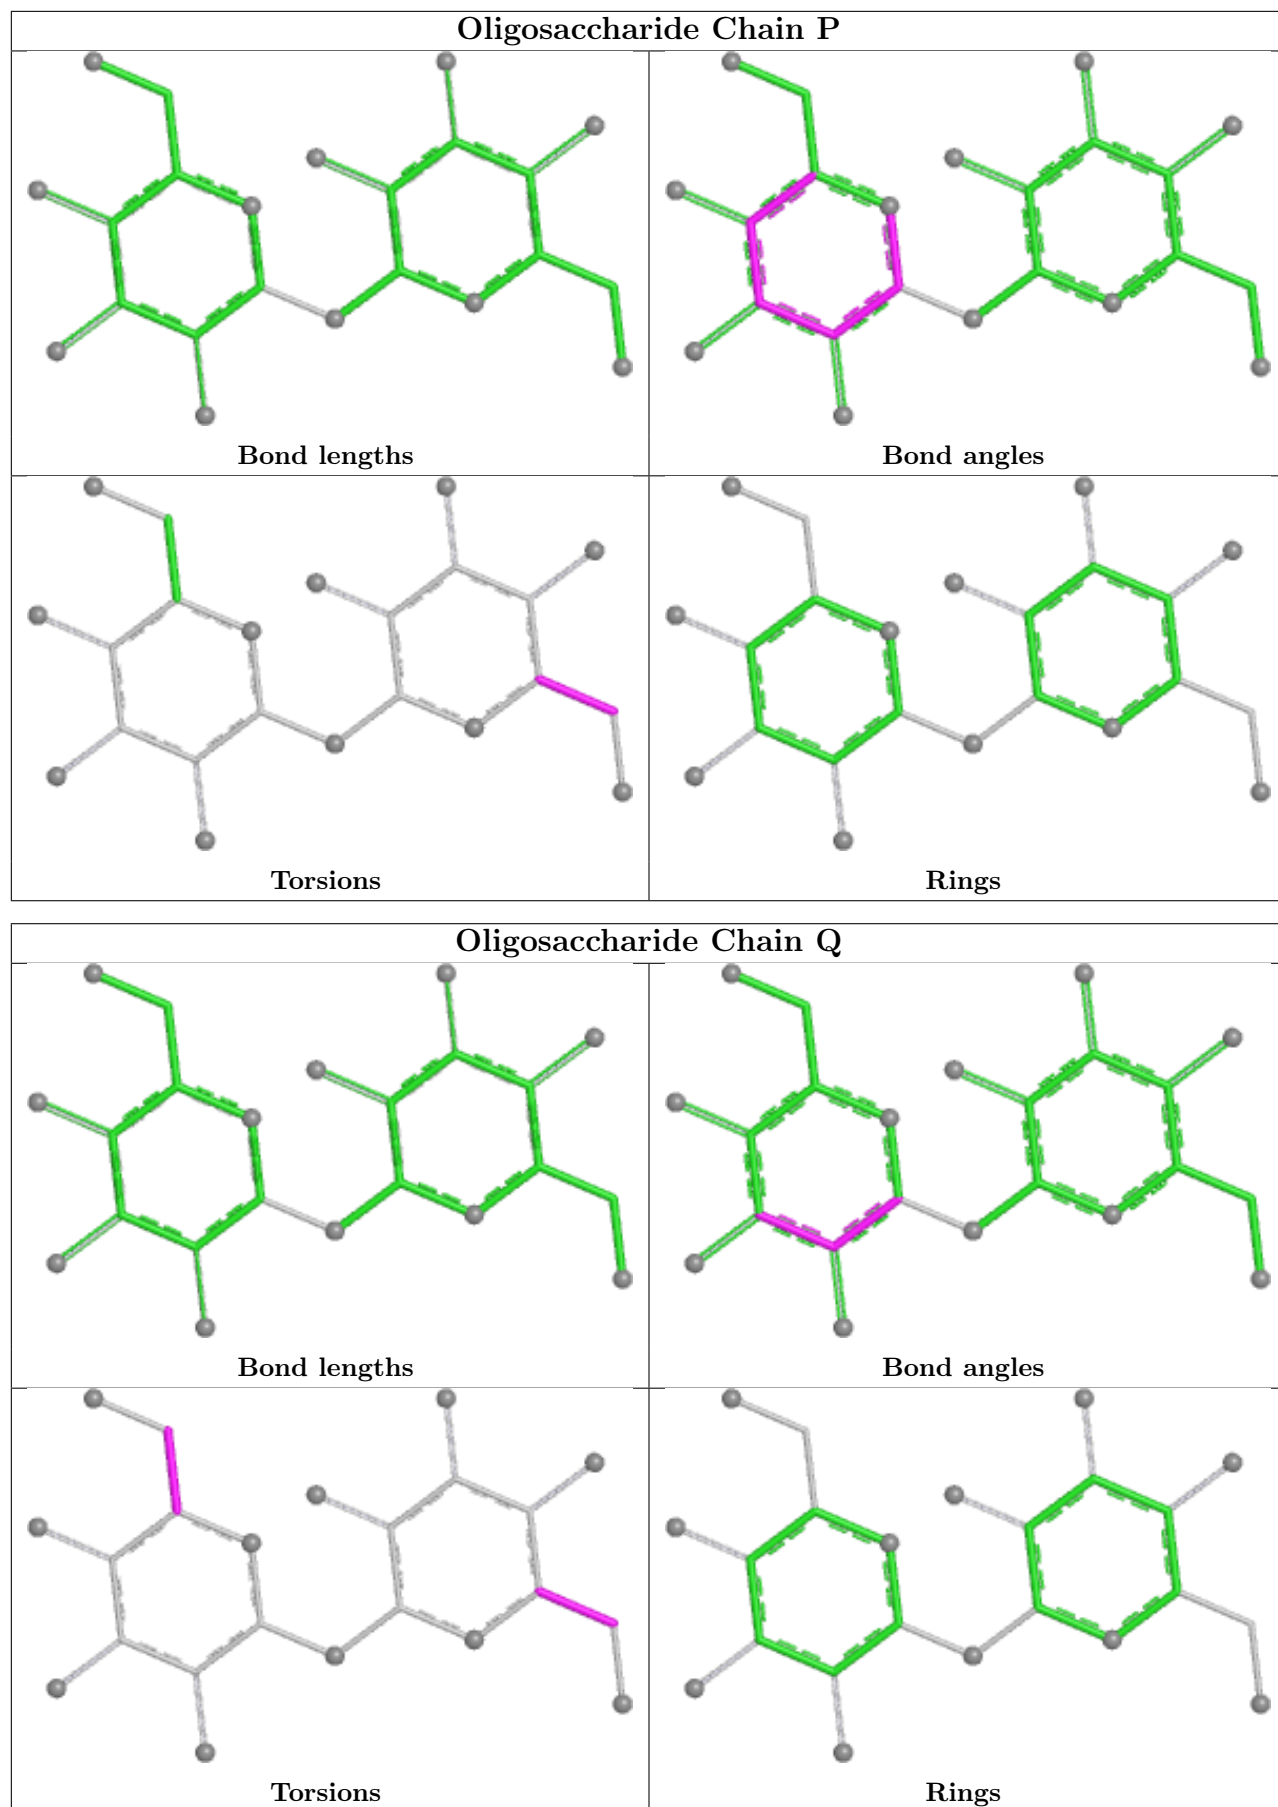 Oligosaccharide Chain P
Bond lengths
Bond angles
Torsions
Rings
Oligosaccharide Chain Q
Bond lengths
Bond angles
Torsions
Rings